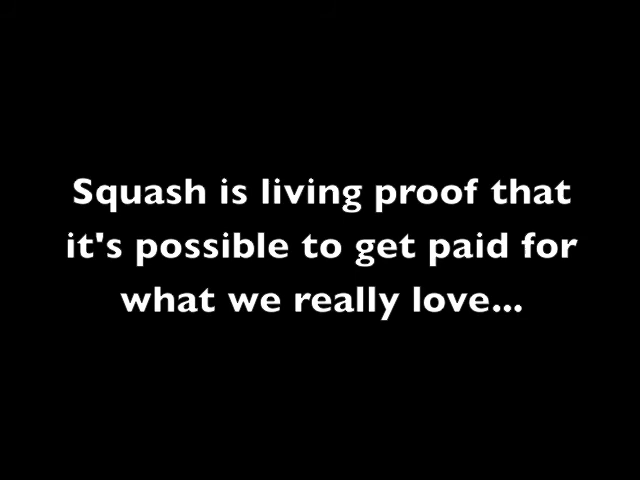 Squash is living proof that
it's possible to get paid for
what we really love...